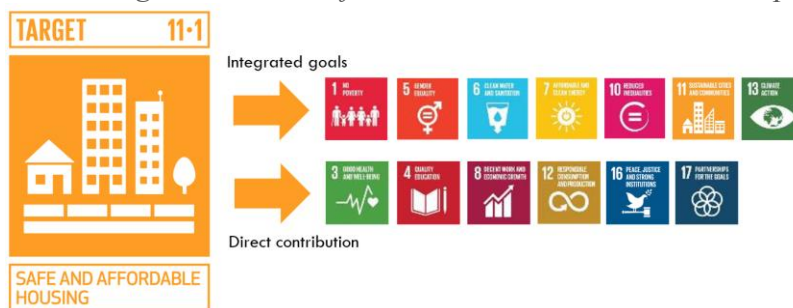 TARGET 11·1
Integrated goals
1 NO
POVERTY
5 GENDER
EQUALITY
6 CLEAN WATER
AND SANITATION
7 AFFORDABLE AND
CLEAN ENERGY
10 REDUCED
INEQUALITIES
11 SUSTAINABLE CITIES
AND COMMUNITIES
13 CLIMATE
ACTION
3 GOOD HEALTH
AND WELL-BEING
4 QUALITY
EDUCATION
8 DECENT WORK AND
ECONOMIC GROWTH
12 RESPONSIBLE
CONSUMPTION
AND PRODUCTION
16 PEACE, JUSTICE
AND STRONG
INSTITUTIONS
17 PARTNERSHIPS
FOR THE GOALS
Direct contribution
SAFE AND AFFORDABLE
HOUSING